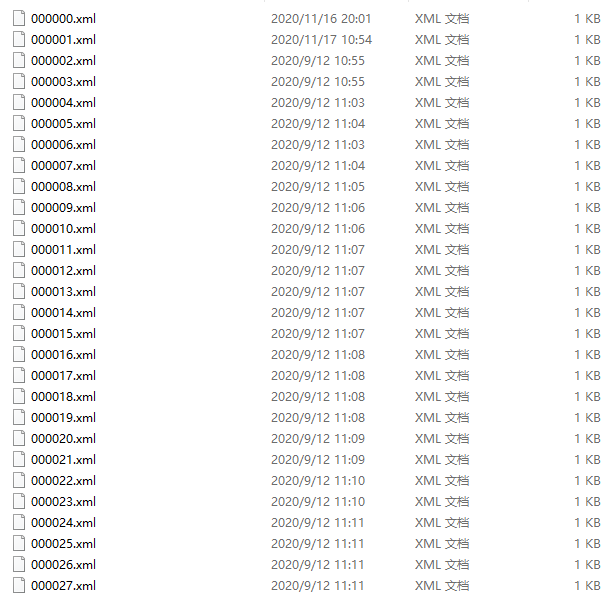 000000.xml 2020/11/16 20:01 XML 文档 1 KB
000001.xml 2020/11/17 10:54 XML 文档 1 KB
000002.xml 2020/9/12 10:55 XML 文档 1 KB
000003.xml 2020/9/12 10:55 XML 文档 1 KB
000004.xml 2020/9/12 11:03 XML 文档 1 KB
000005.xml 2020/9/12 11:04 XML 文档 1 KB
000006.xml 2020/9/12 11:03 XML 文档 1 KB
000007.xml 2020/9/12 11:04 XML 文档 1 KB
000008.xml 2020/9/12 11:05 XML 文档 1 KB
000009.xml 2020/9/12 11:06 XML 文档 1 KB
000010.xml 2020/9/12 11:06 XML 文档 1 KB
000011.xml 2020/9/12 11:07 XML 文档 1 KB
000012.xml 2020/9/12 11:07 XML 文档 1 KB
000013.xml 2020/9/12 11:07 XML 文档 1 KB
000014.xml 2020/9/12 11:07 XML 文档 1 KB
000015.xml 2020/9/12 11:07 XML 文档 1 KB
000016.xml 2020/9/12 11:08 XML 文档 1 KB
000017.xml 2020/9/12 11:08 XML 文档 1 KB
000018.xml 2020/9/12 11:08 XML 文档 1 KB
000019.xml 2020/9/12 11:08 XML 文档 1 KB
000020.xml 2020/9/12 11:09 XML 文档 1 KB
000021.xml 2020/9/12 11:09 XML 文档 1 KB
000022.xml 2020/9/12 11:10 XML 文档 1 KB
000023.xml 2020/9/12 11:10 XML 文档 1 KB
000024.xml 2020/9/12 11:11 XML 文档 1 KB
000025.xml 2020/9/12 11:11 XML 文档 1 KB
000026.xml 2020/9/12 11:11 XML 文档 1 KB
000027.xml 2020/9/12 11:11 XML 文档 1 KB